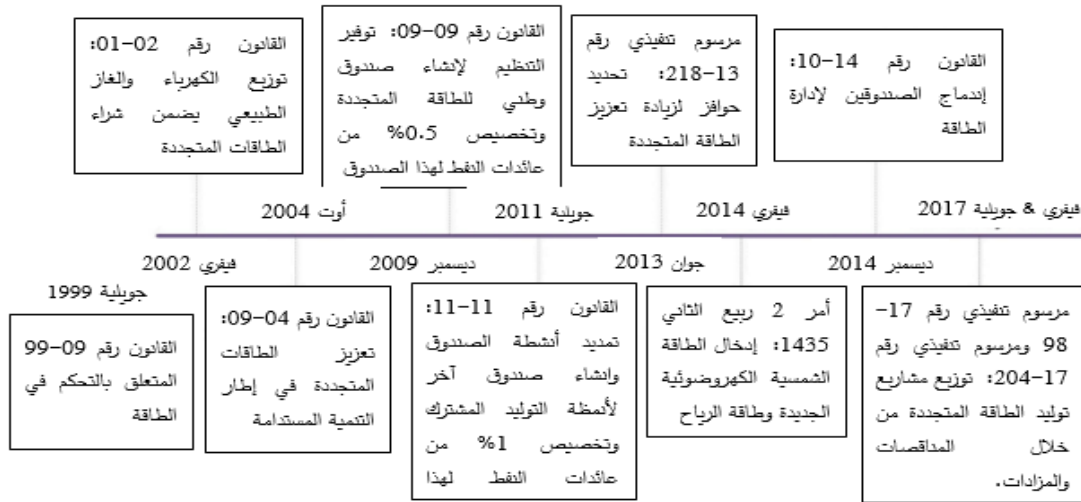 القانون رقم 02–01:
توزيع الكهرباء والغاز
الطبيعي يضمن شراء
الطاقات المتجددة
القانون رقم 09–09: توفير
التنظيم لإنشاء صندوق
وطني للطاقة المتجددة
وتخصيص 0.5% من
عائدات النفط لهذا الصندوق
مرسوم تنفيذي رقم
13–218: تحديد
حوافز لزيادة تعزيز
الطاقة المتجددة
القانون رقم 14–10:
إندماج الصندوقين لإدارة
الطاقة
أوت 2004
جويلية 2011
فيفري 2014
فيفري & جويلية 2017
جويلية 1999
فيفري 2002
ديسمبر 2009
جوان 2013
ديسمبر 2014
القانون رقم 09–99
المتعلق بالتحكم في
الطاقة
القانون رقم 04–09:
تعزيز الطاقات
المتجددة في إطار
التنمية المستدامة
القانون رقم 11–11:
تمديد أنشطة الصندوق
وإنشاء صندوق آخر
لأنمظة التوليد المشترك
وتخصيص 1% من
عائدات النفط لهذا
أمر 2 ربيع الثاني
1435: إدخال الطاقة
الشمسية الكهروضوئية
الجديدة وطاقة الرياح
مرسوم تنفيذي رقم 17–
98 ومرسوم تنفيذي رقم
17–204: توزيع مشاريع
توليد الطاقة المتجددة من
خلال المناقصات
والمزادات.